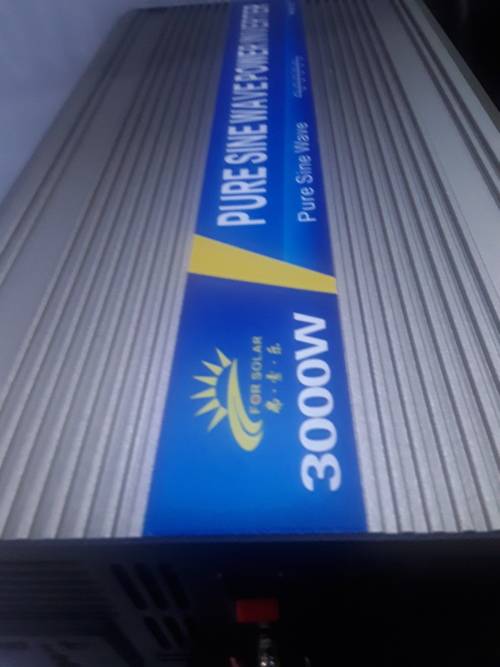 PURE SINE WAVE POWER INVERTER
Pure Sine Wave
FOR SOLAR
3000W